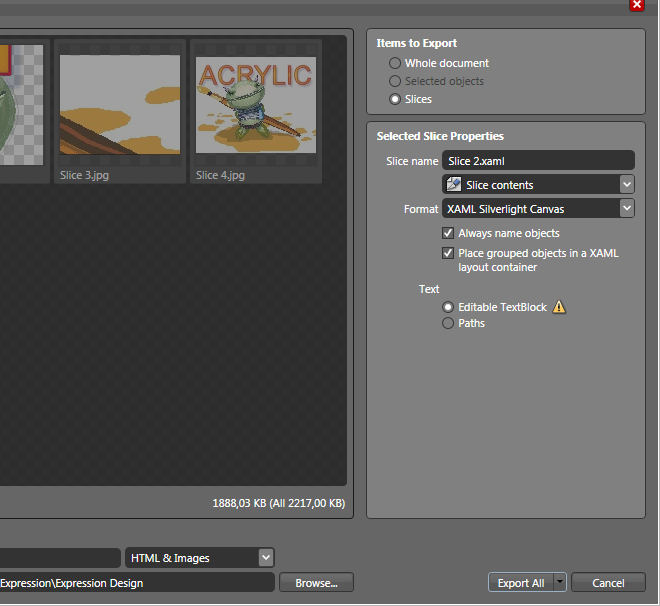 Items to Export
Whole document
Selected objects
Slices
ACRYLIC
Slice 3.jpg
Slice 4.jpg
Selected Slice Properties
Slice name Slice 2.xaml
Slice contents
Format XAML Silverlight Canvas
Always name objects
Place grouped objects in a XAML
layout container
Text
Editable TextBlock
Paths
1888,03 KB (All 2217,00 KB)
HTML & Images
Expression\Expression Design
Browse...
Export All
Cancel